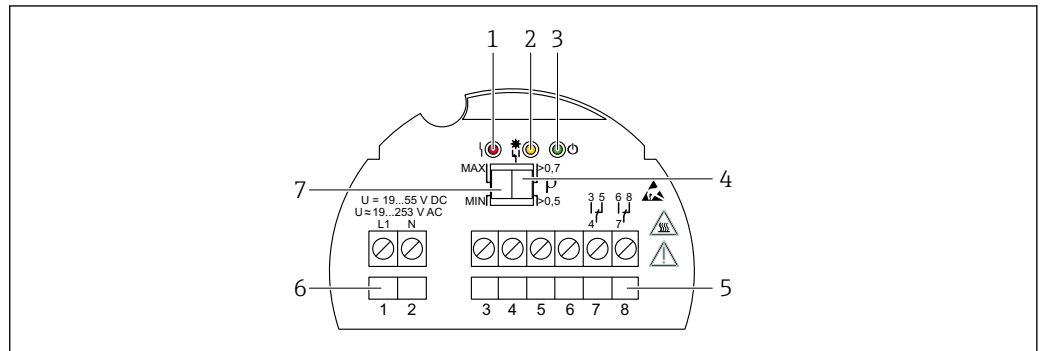 1 2 3
MAX >0,7
4
7
MIN >0,5
ρ
U = 19...55 V DC
U≈19...253 V AC
L1 N
3 5 6 8
4 7
6
5
1 2 3 4 5 6 7 8